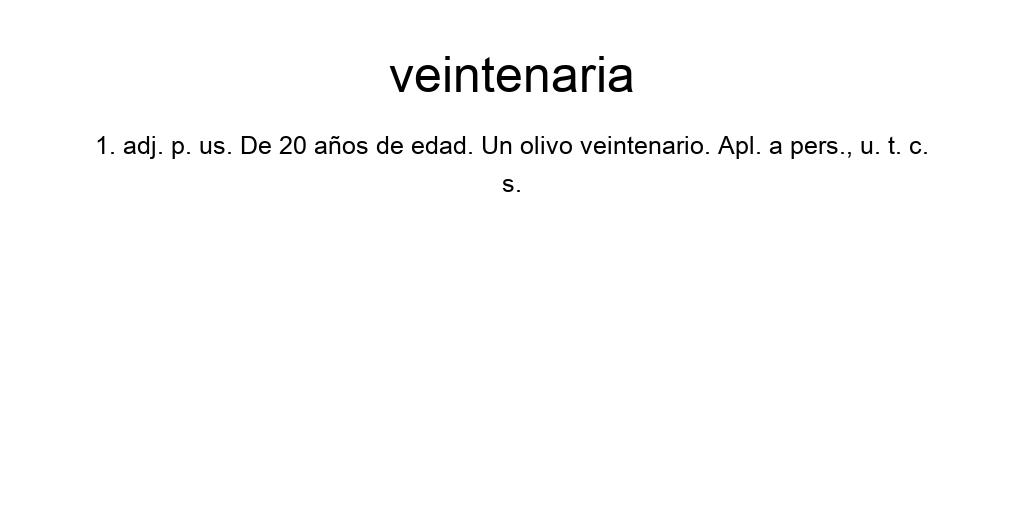 veintenaria
1. adj. p. us. De 20 años de edad. Un olivo veintenario. Apl. a pers., u. t. c.
s.